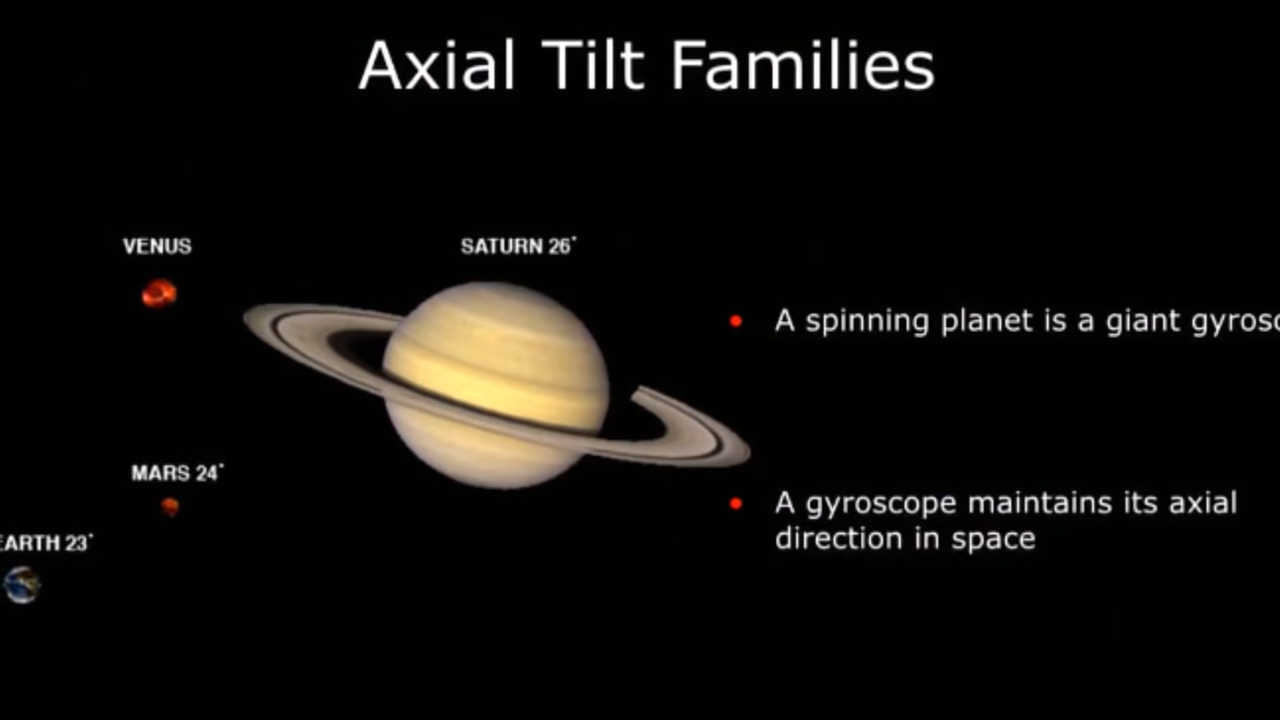 Axial Tilt Families
VENUS
SATURN 26°
A spinning planet is a giant gyrosc
MARS 24°
A gyroscope maintains its axial
direction in space
EARTH 23°